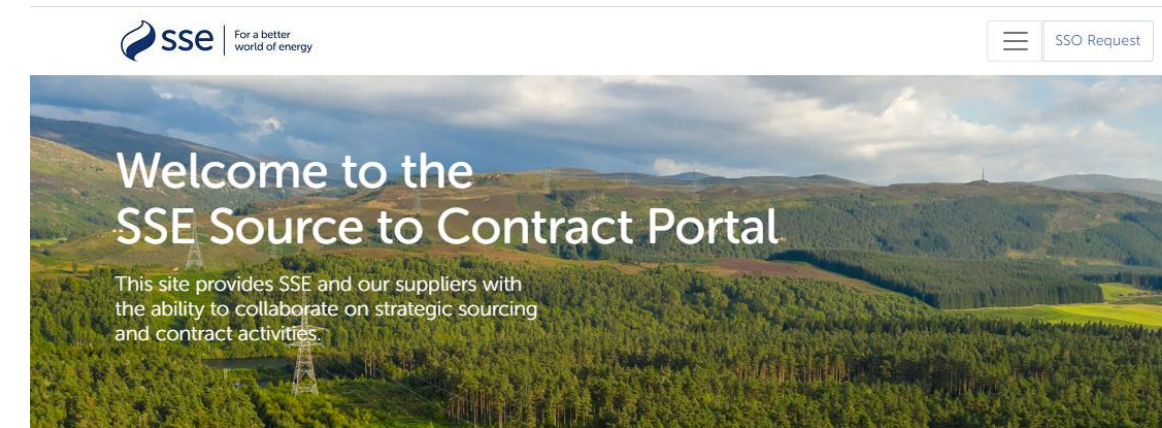 sse
For a better
world of energy
SSO Request
Welcome to the
SSE Source to Contract Portal
This site provides SSE and our suppliers with
the ability to collaborate on strategic sourcing
and contract activities.